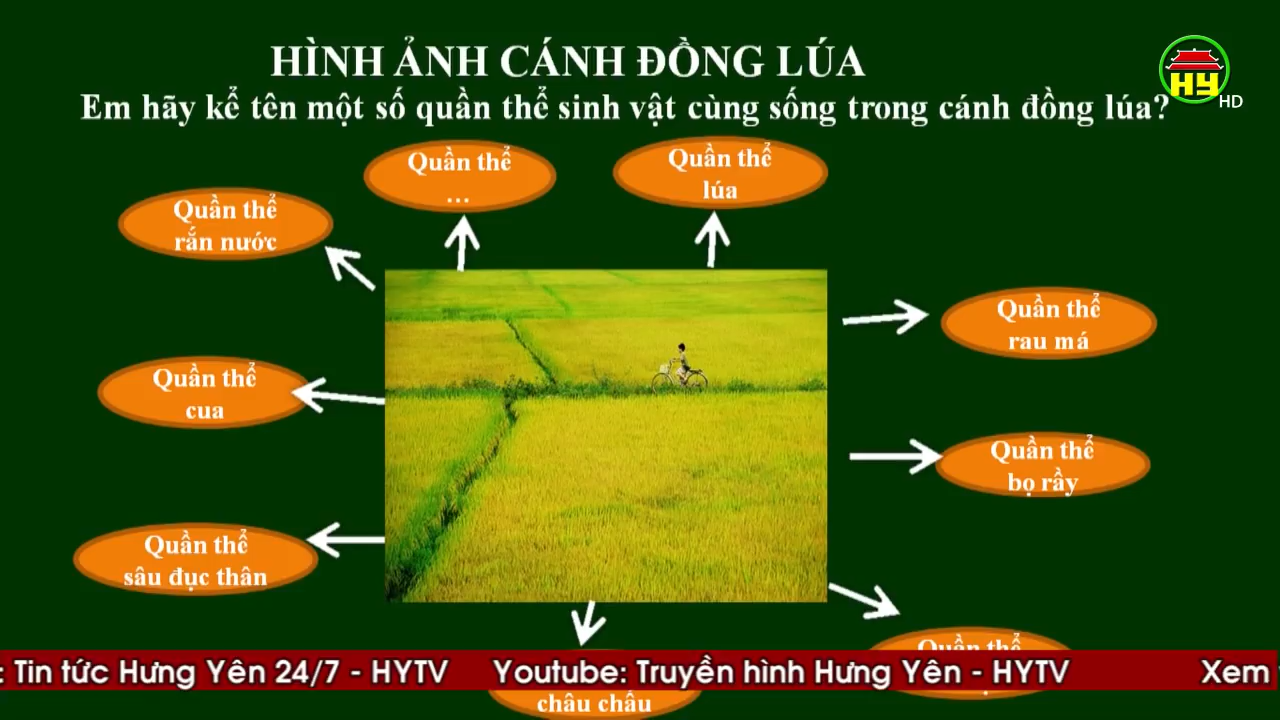 HÌNH ẢNH CÁNH ĐỒNG LÚA
Em hãy kể tên một số quần thể sinh vật cùng sống trong cánh đồng lúa?
HY
HD
Quần thể
...
Quần thể
lúa
Quần thể
rắn nước
Quần thể
rau má
Quần thể
cua
Quần thể
bọ rầy
Quần thể
sâu đục thân
Quần thể
: Tin tức Hưng Yên 24/7 - HYTV
Youtube: Truyền hình Hưng Yên - HYTV
Xem
châu chấu